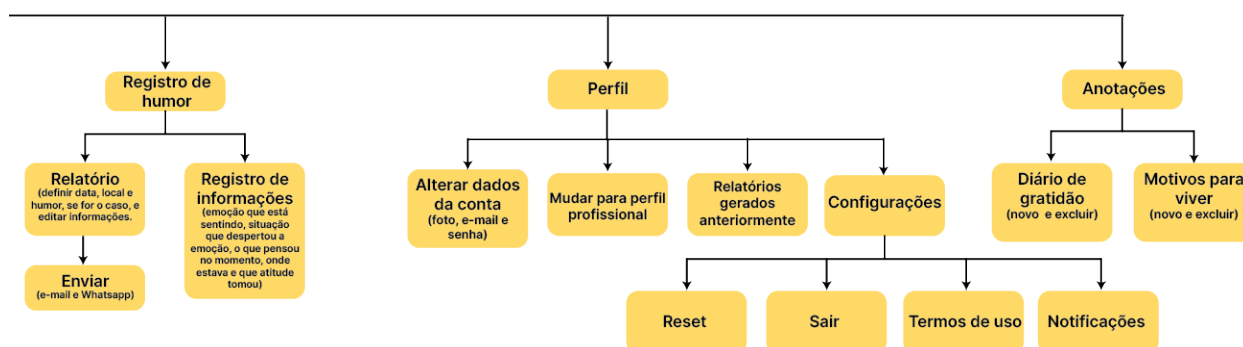 Registro de
humor
Perfil
Anotações
Relatório
(definir data, local e
humor, se for o caso, e
editar informações.
Registro de
informações
(emoção que está
sentindo, situação
que despertou a
emoção, o que pensou
no momento, onde
estava e que atitude
tomou)
Enviar
(e-mail e Whatsapp)
Alterar dados
da conta
(foto, e-mail e
senha)
Mudar para perfil
profissional
Relatórios
gerados
anteriormente
Configurações
Diário de
gratidão
(novo e excluir)
Motivos para
viver
(novo e excluir)
Reset
Sair
Termos de uso
Notificações